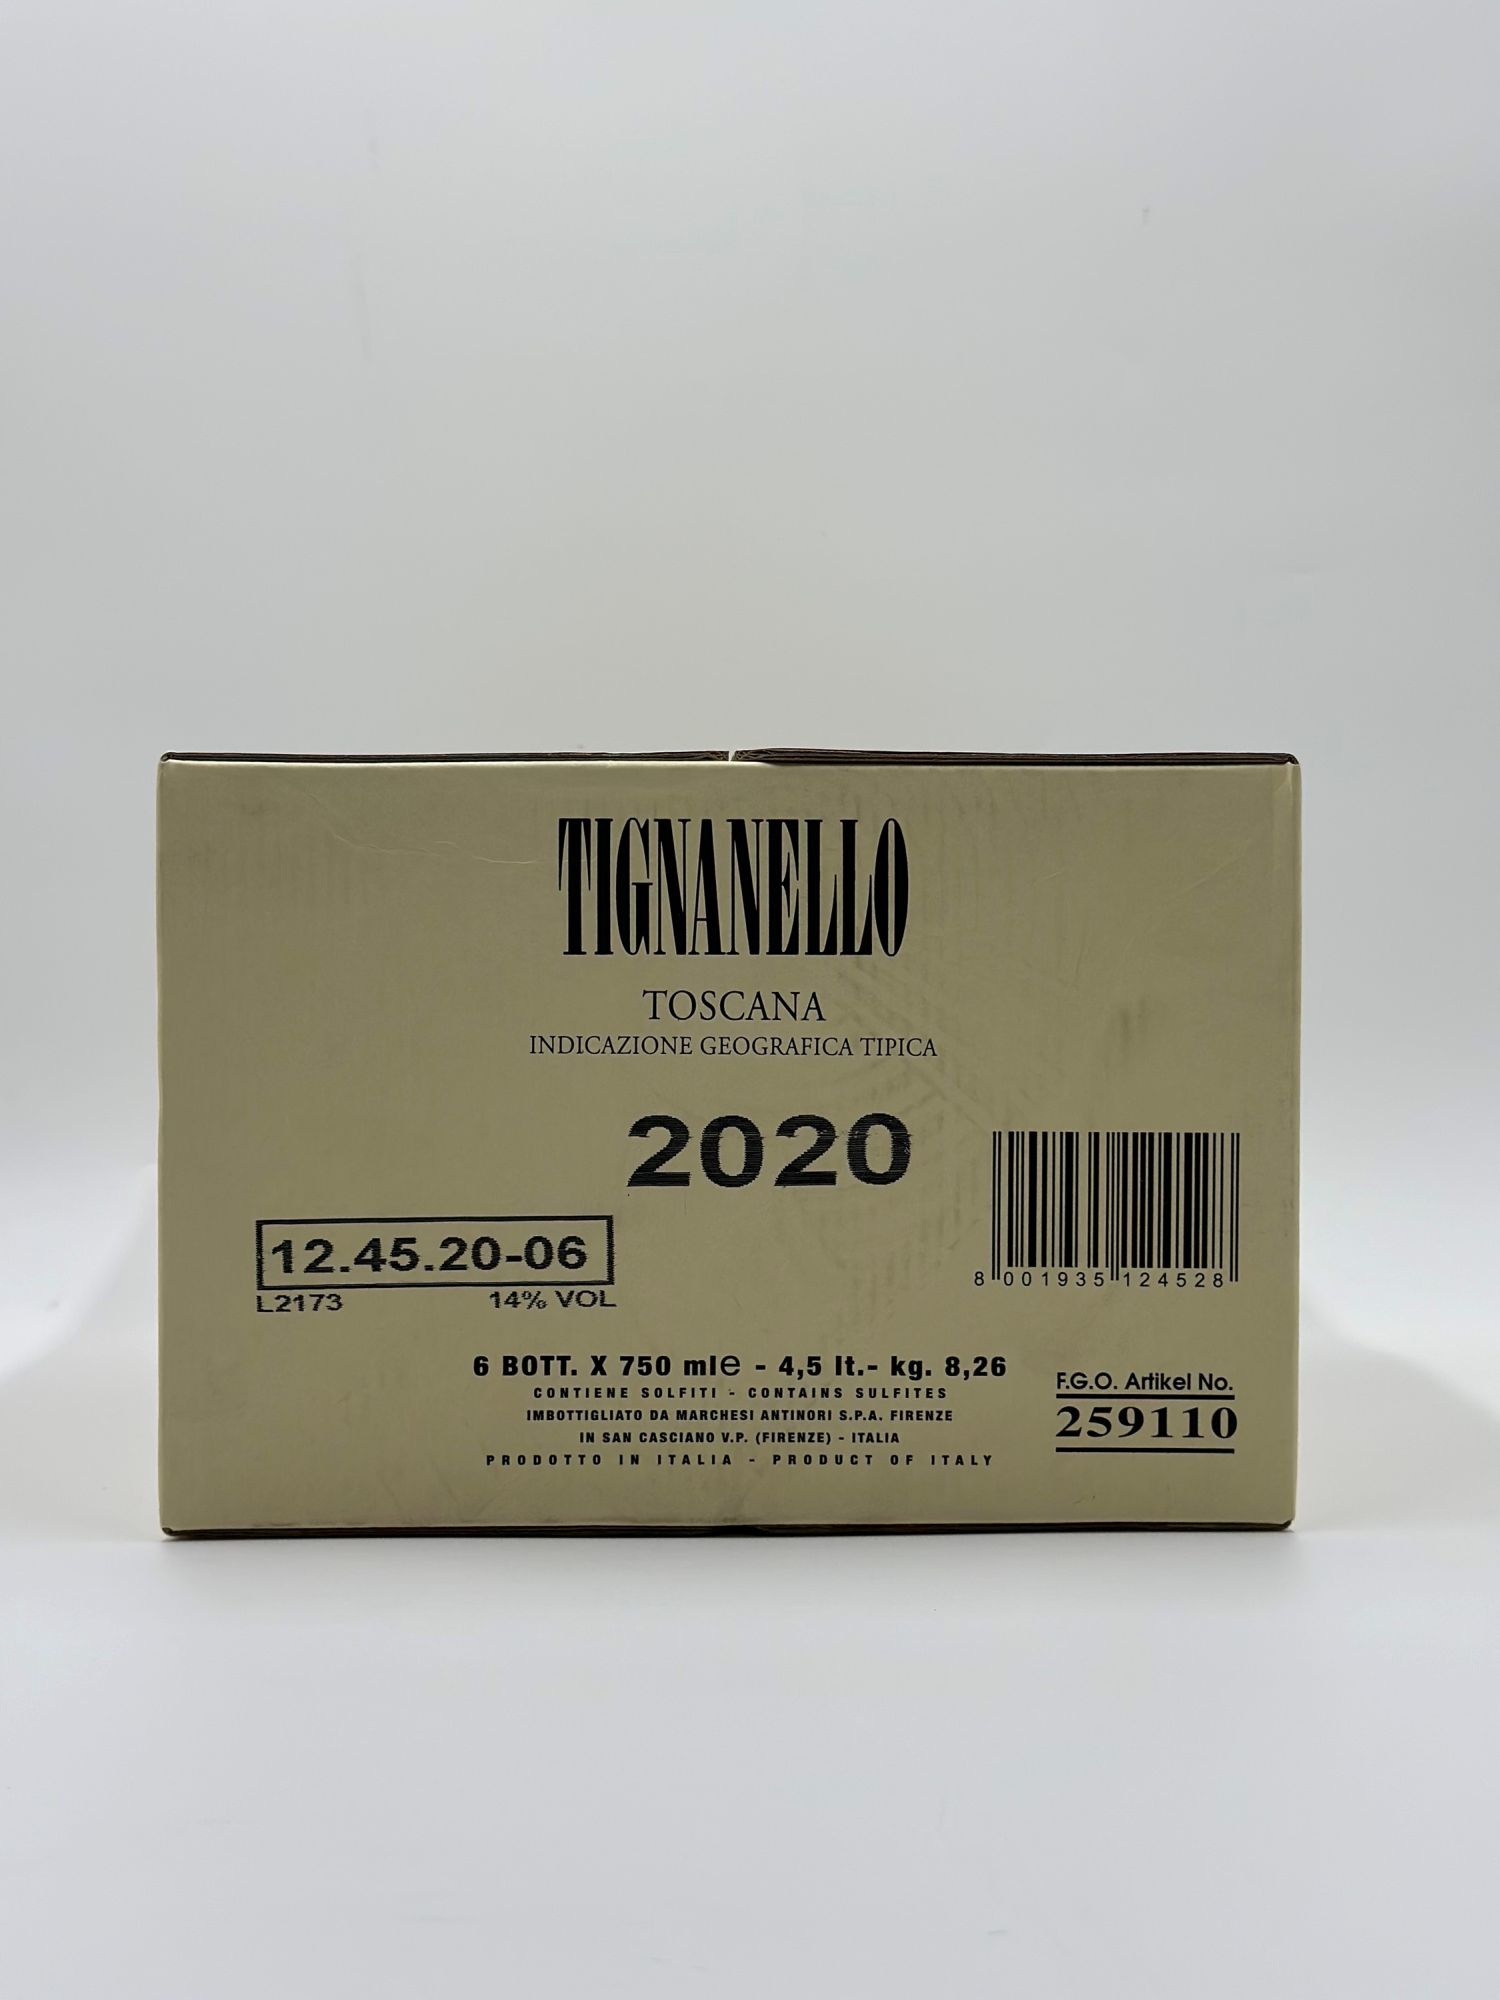 TIGNANELLO
TOSCANA
INDICAZIONE GEOGRAFICA TIPICA
2020
12.45.20-06
L2173 14% VOL
8 001935 124528
6 BOTT. X 750 mle - 4,5 lt.- kg. 8,26
CONTIENE SOLFITI - CONTAINS SULFITES
IMBOTTIGLIATO DA MARCHESI ANTINORI S.P.A. FIRENZE
IN SAN CASCIANO V.P. (FIRENZE) - ITALIA
PRODOTTO IN ITALIA - PRODUCT OF ITALY
F.G.O. Artikel No.
259110